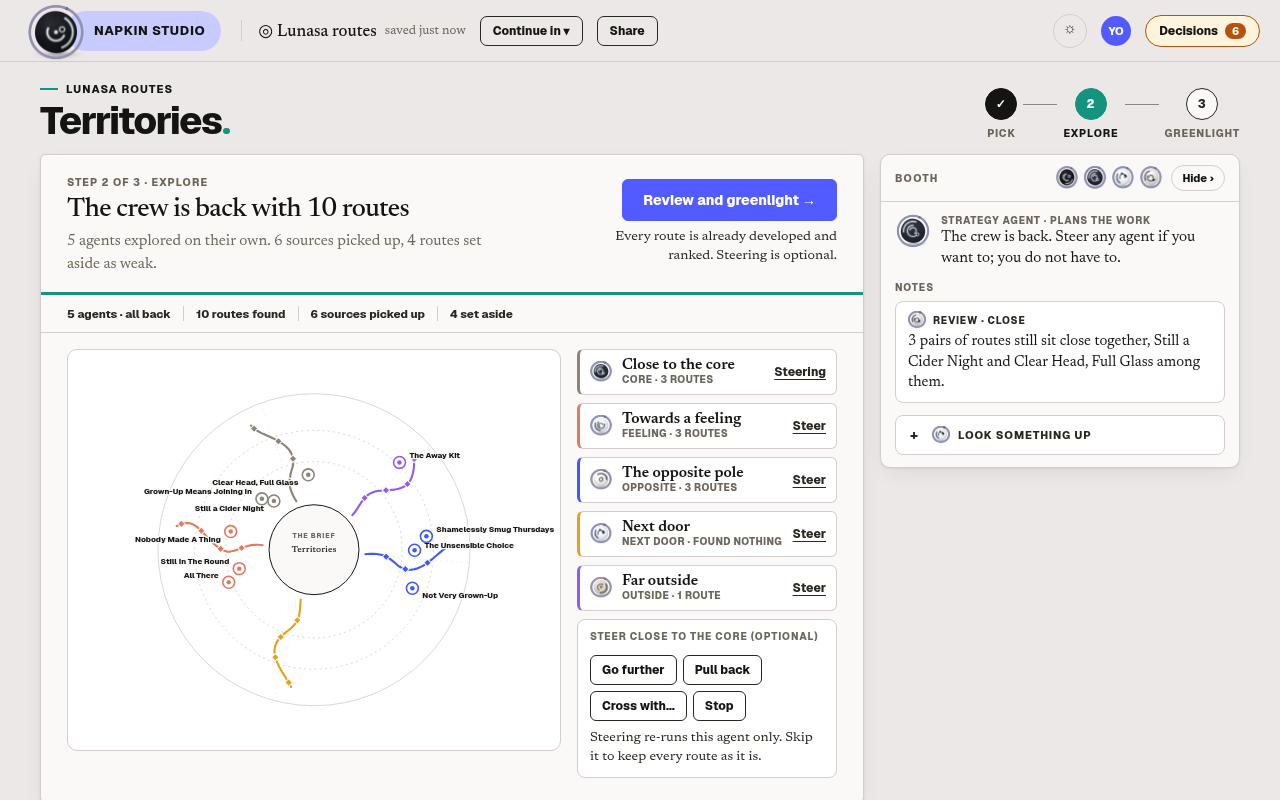 NAPKIN STUDIO
◎ Lunasa routes saved just now
Continue in ▾
Share
☼
YO
Decisions 6
LUNASA ROUTES
Territories.
✓
2
3
PICK
EXPLORE
GREENLIGHT
STEP 2 OF 3 · EXPLORE
The crew is back with 10 routes
5 agents explored on their own. 6 sources picked up, 4 routes set
aside as weak.
Review and greenlight →
Every route is already developed and
ranked. Steering is optional.
5 agents · all back
10 routes found
6 sources picked up
4 set aside
The Away Kit
Clear Head, Full Glass
Grown-Up Means Joining In
Still a Cider Night
Shamelessly Smug Thursdays
Nobody Made A Thing
The Unsensible Choice
THE BRIEF
Territories
Still In The Round
All There
Not Very Grown-Up
Close to the core
CORE · 3 ROUTES
Steering
Towards a feeling
FEELING · 3 ROUTES
Steer
The opposite pole
OPPOSITE · 3 ROUTES
Steer
Next door
NEXT DOOR · FOUND NOTHING
Steer
Far outside
OUTSIDE · 1 ROUTE
Steer
STEER CLOSE TO THE CORE (OPTIONAL)
Go further
Pull back
Cross with...
Stop
Steering re-runs this agent only. Skip
it to keep every route as it is.
BOOTH
Hide ›
STRATEGY AGENT · PLANS THE WORK
The crew is back. Steer any agent if you
want to; you do not have to.
NOTES
REVIEW · CLOSE
3 pairs of routes still sit close together, Still a
Cider Night and Clear Head, Full Glass among
them.
+ LOOK SOMETHING UP